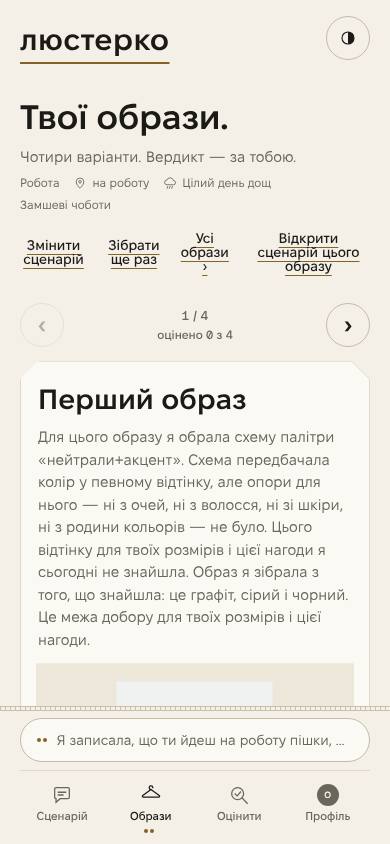 люстерко
Твої образи.
Чотири варіанти. Вердикт — за тобою.
Робота на роботу Цілий день дощ
Замшеві чоботи
Змінити сценарій
Зібрати ще раз
Усі образи ›
Відкрити сценарій цього образу
‹ 1 / 4 ›
оцінено 0 з 4
Перший образ
Для цього образу я обрала схему палітри
«нейтрали+акцент». Схема передбачала
колір у певному відтінку, але опори для
нього — ні з очей, ні з волосся, ні зі шкіри,
ні з родини кольорів — не було. Цього
відтінку для твоїх розмірів і цієї нагоди я
сьогодні не знайшла. Образ я зібрала з
того, що знайшла: це графіт, сірий і чорний.
Це межа добору для твоїх розмірів і цієї
нагоди.
Я записала, що ти йдеш на роботу пішки, ...
О
Сценарій Образи Оцінити Профіль